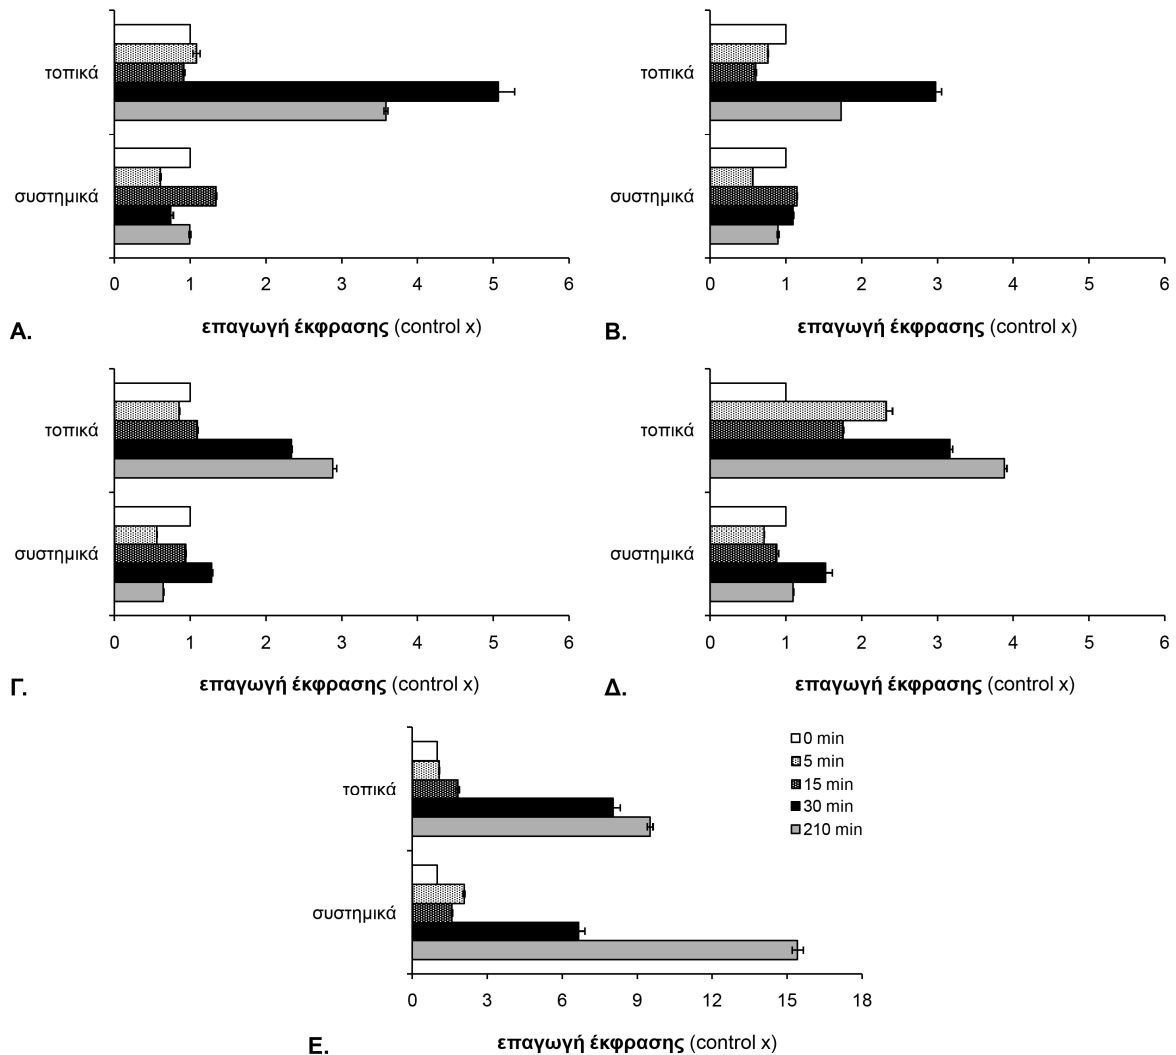 τοπικά
συστημικά
0 1 2 3 4 5 6
Α. επαγωγή έκφρασης (control x)
τοπικά
συστημικά
0 1 2 3 4 5 6
Β. επαγωγή έκφρασης (control x)
τοπικά
συστημικά
0 1 2 3 4 5 6
Γ. επαγωγή έκφρασης (control x)
τοπικά
συστημικά
0 1 2 3 4 5 6
Δ. επαγωγή έκφρασης (control x)
τοπικά
συστημικά
0 3 6 9 12 15 18
Ε. επαγωγή έκφρασης (control x)
0 min
5 min
15 min
30 min
210 min